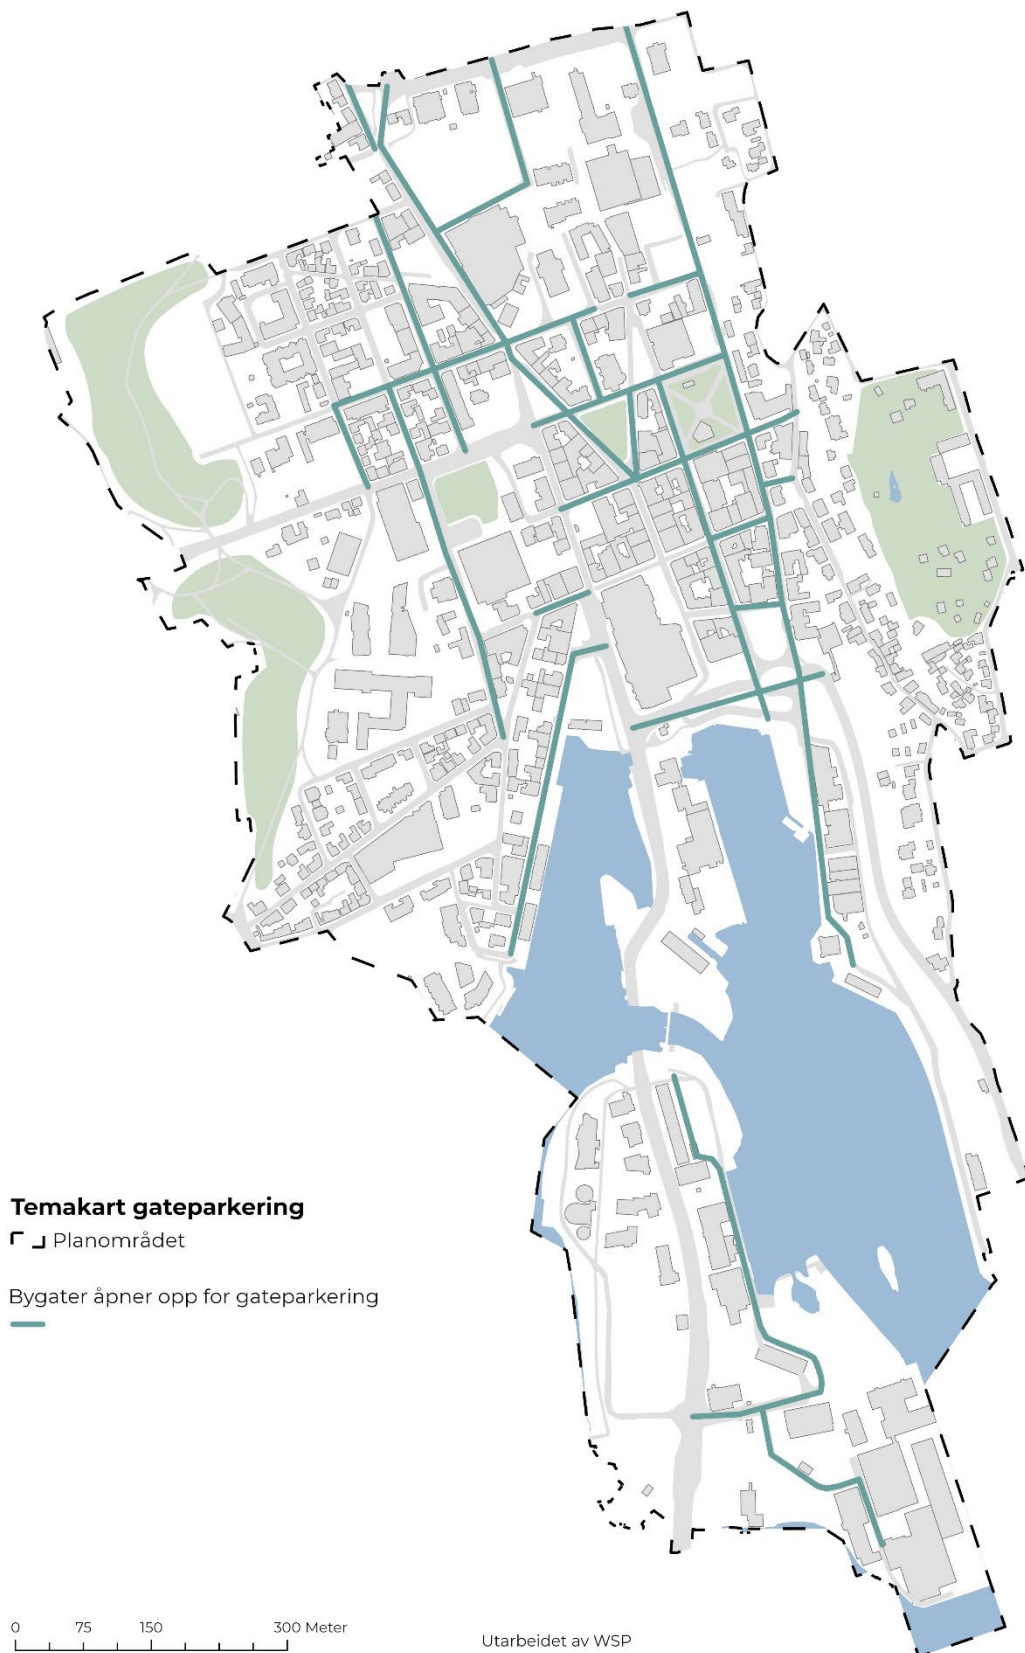 Temakart gateparkering
Planområdet
Bygater åpner opp for gateparkering
0 75 150 300 Meter
Utarbeidet av WSP